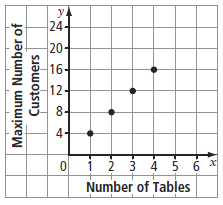 y
24
20
16
12
8
4
0 1 2 3 4 5 6 x
Maximum Number of
Customers
Number of Tables